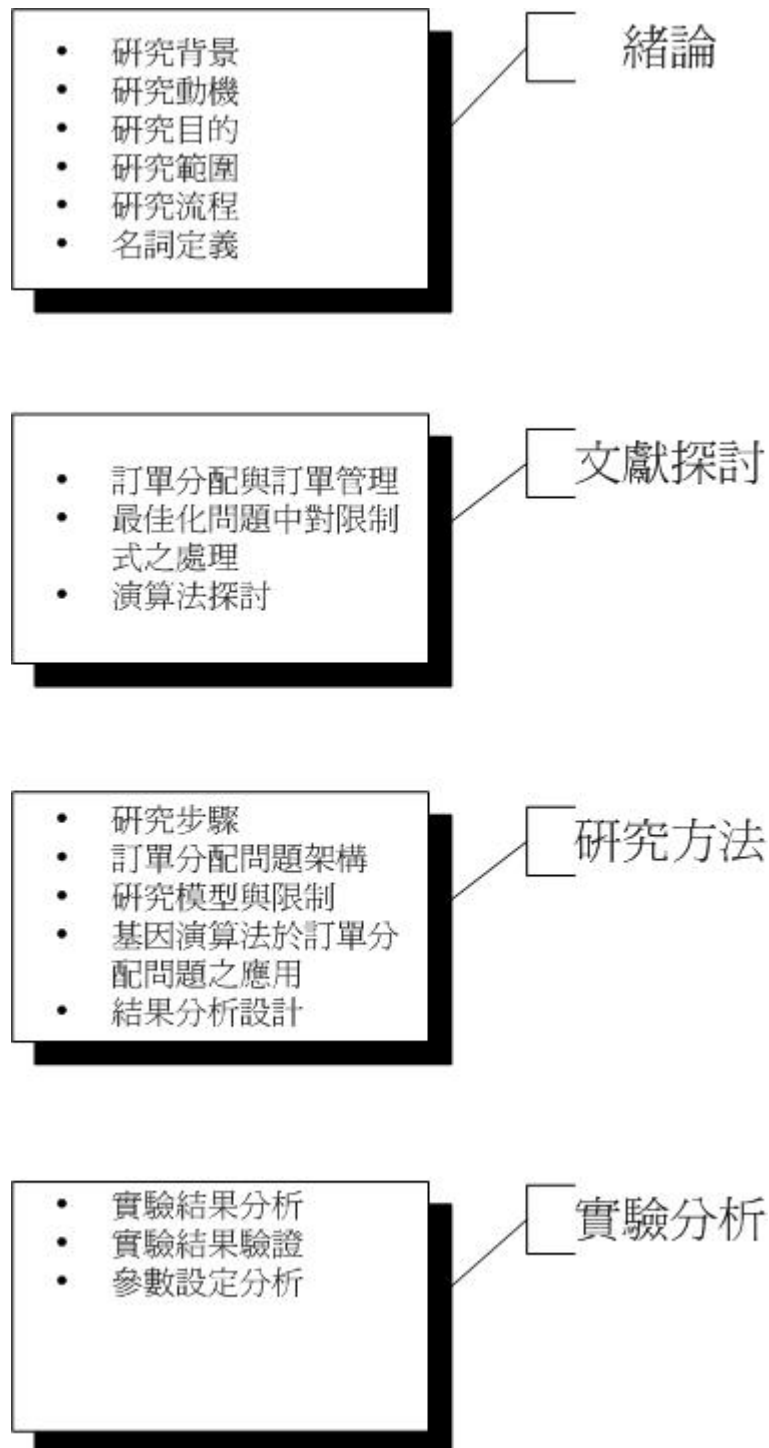 緒論
• 研究背景
• 研究動機
• 研究目的
• 研究範圍
• 研究流程
• 名詞定義
文獻探討
• 訂單分配與訂單管理
• 最佳化問題中對限制
式之處理
• 演算法探討
研究方法
• 研究步驟
• 訂單分配問題架構
• 研究模型與限制
• 基因演算法於訂單分
配問題之應用
• 結果分析設計
實驗分析
• 實驗結果分析
• 實驗結果驗證
• 參數設定分析